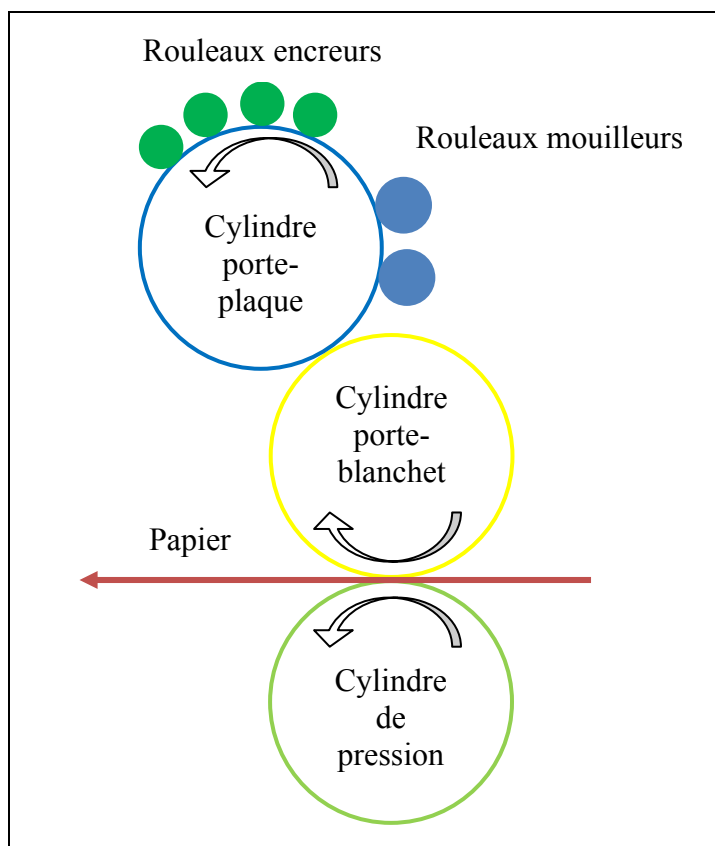 Rouleaux encreurs
Rouleaux mouilleurs
Cylindre
porte-
plaque
Cylindre
porte-
blanchet
Papier
Cylindre
de
pression